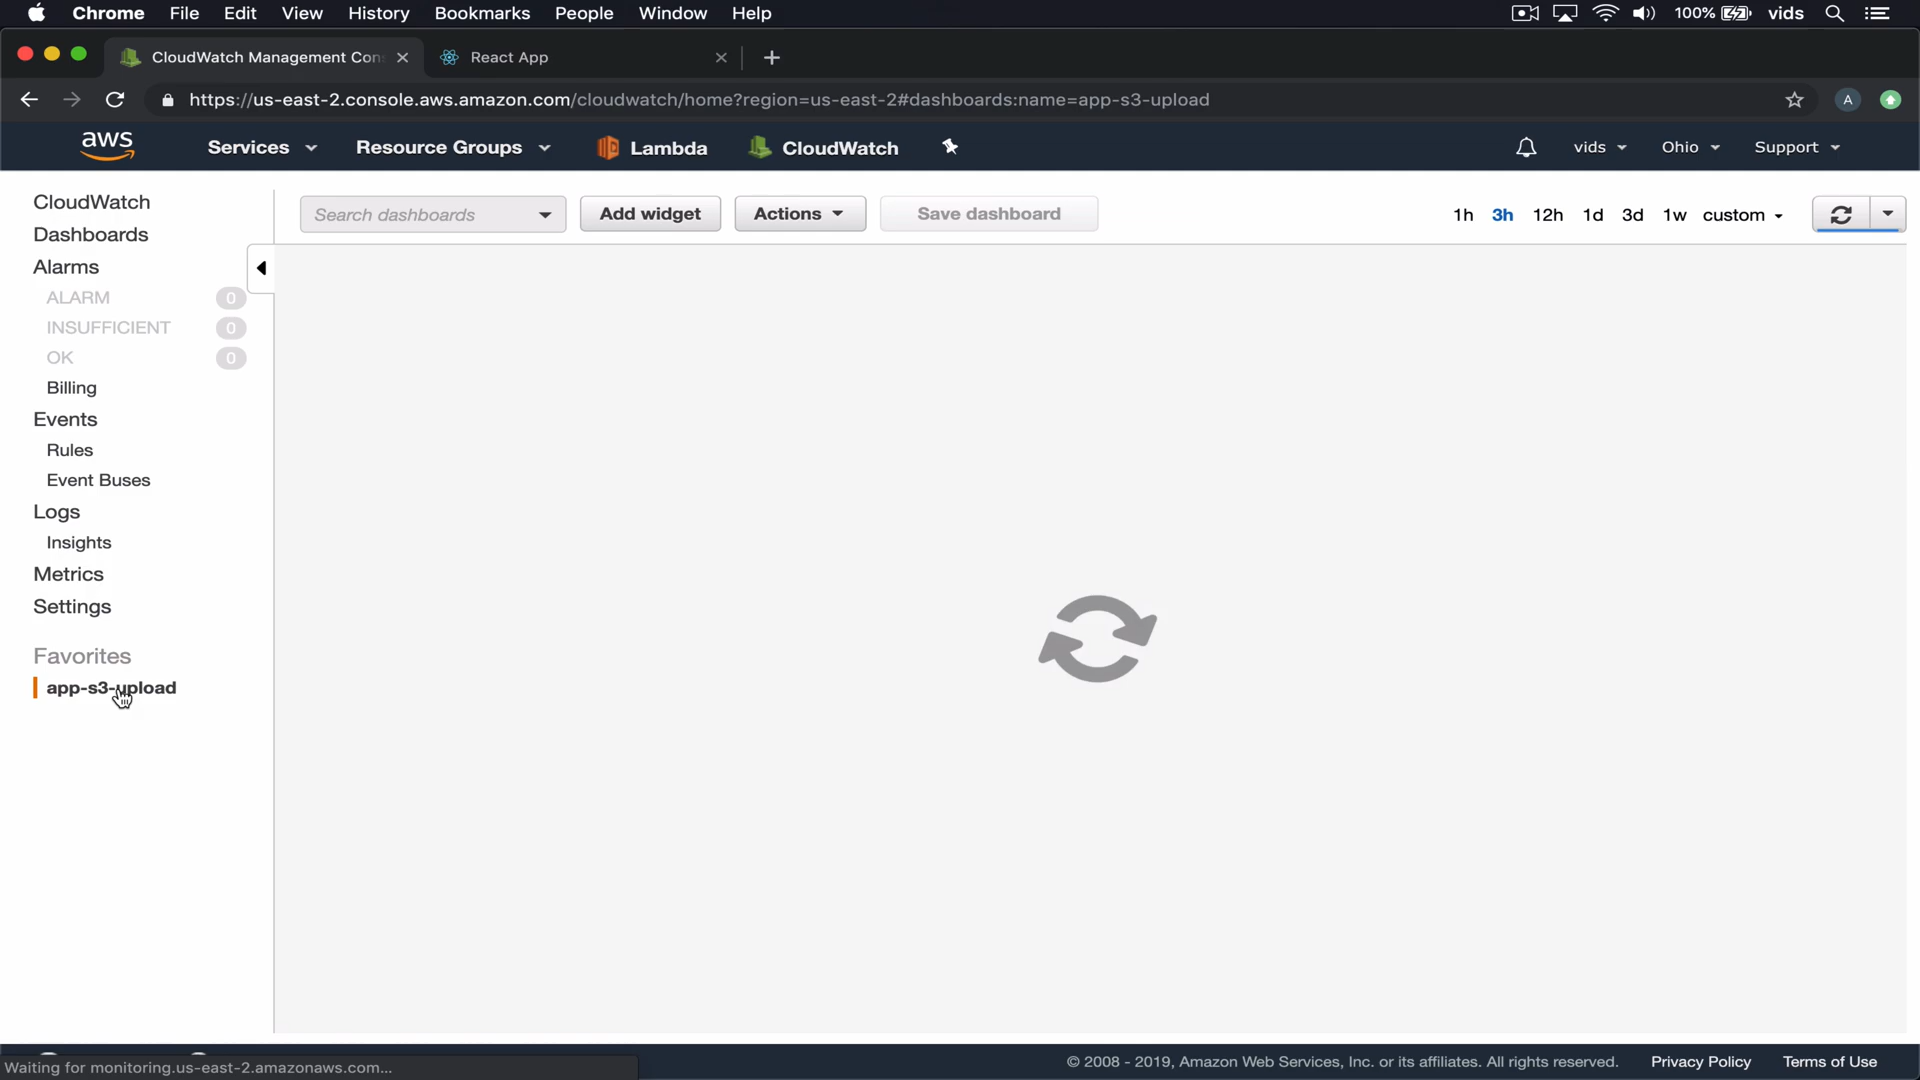 Chrome File Edit View History Bookmarks People Window Help 100% vids
CloudWatch Management Con React App
https://us-east-2.console.aws.amazon.com/cloudwatch/home?region=us-east-2#dashboards:name=app-s3-upload A
aws Services Resource Groups Lambda CloudWatch vids Ohio Support
CloudWatch
Dashboards
Alarms
ALARM 0
INSUFFICIENT 0
OK 0
Billing
Events
Rules
Event Buses
Logs
Insights
Metrics
Settings
Favorites
app-s3-upload
Search dashboards Add widget Actions Save dashboard 1h 3h 12h 1d 3d 1w custom
Waiting for monitoring.us-east-2.amazonaws.com...
© 2008 - 2019, Amazon Web Services, Inc. or its affiliates. All rights reserved. Privacy Policy Terms of Use